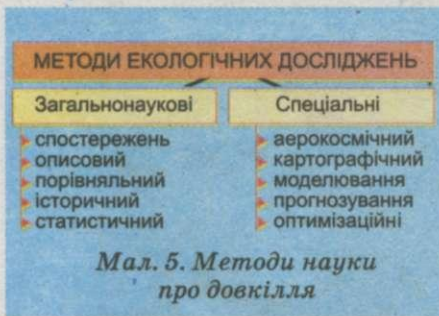 МЕТОДИ ЕКОЛОГІЧНИХ ДОСЛІДЖЕНЬ
Загальнонаукові
спостережень
описовий
порівняльний
історичний
статистичний
Спеціальні
аерокосмічний
картографічний
моделювання
прогнозування
оптимізаційні
Мал. 5. Методи науки
про довкілля